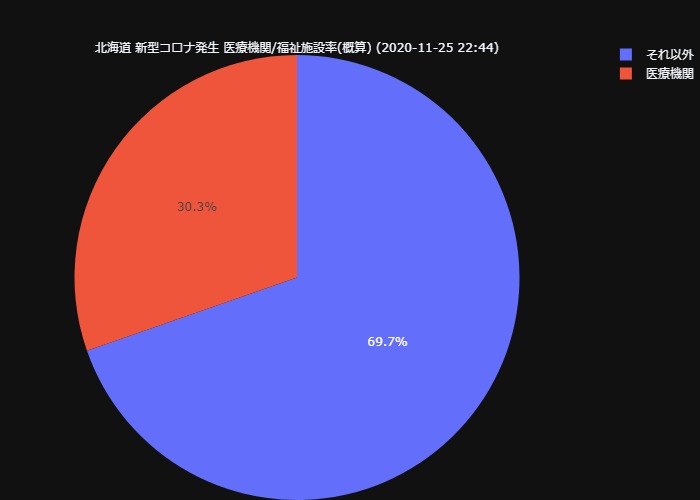 北海道 新型コロナ発生 医療機関/福祉施設率(概算) (2020-11-25 22:44)
それ以外
医療機関
30.3%
69.7%